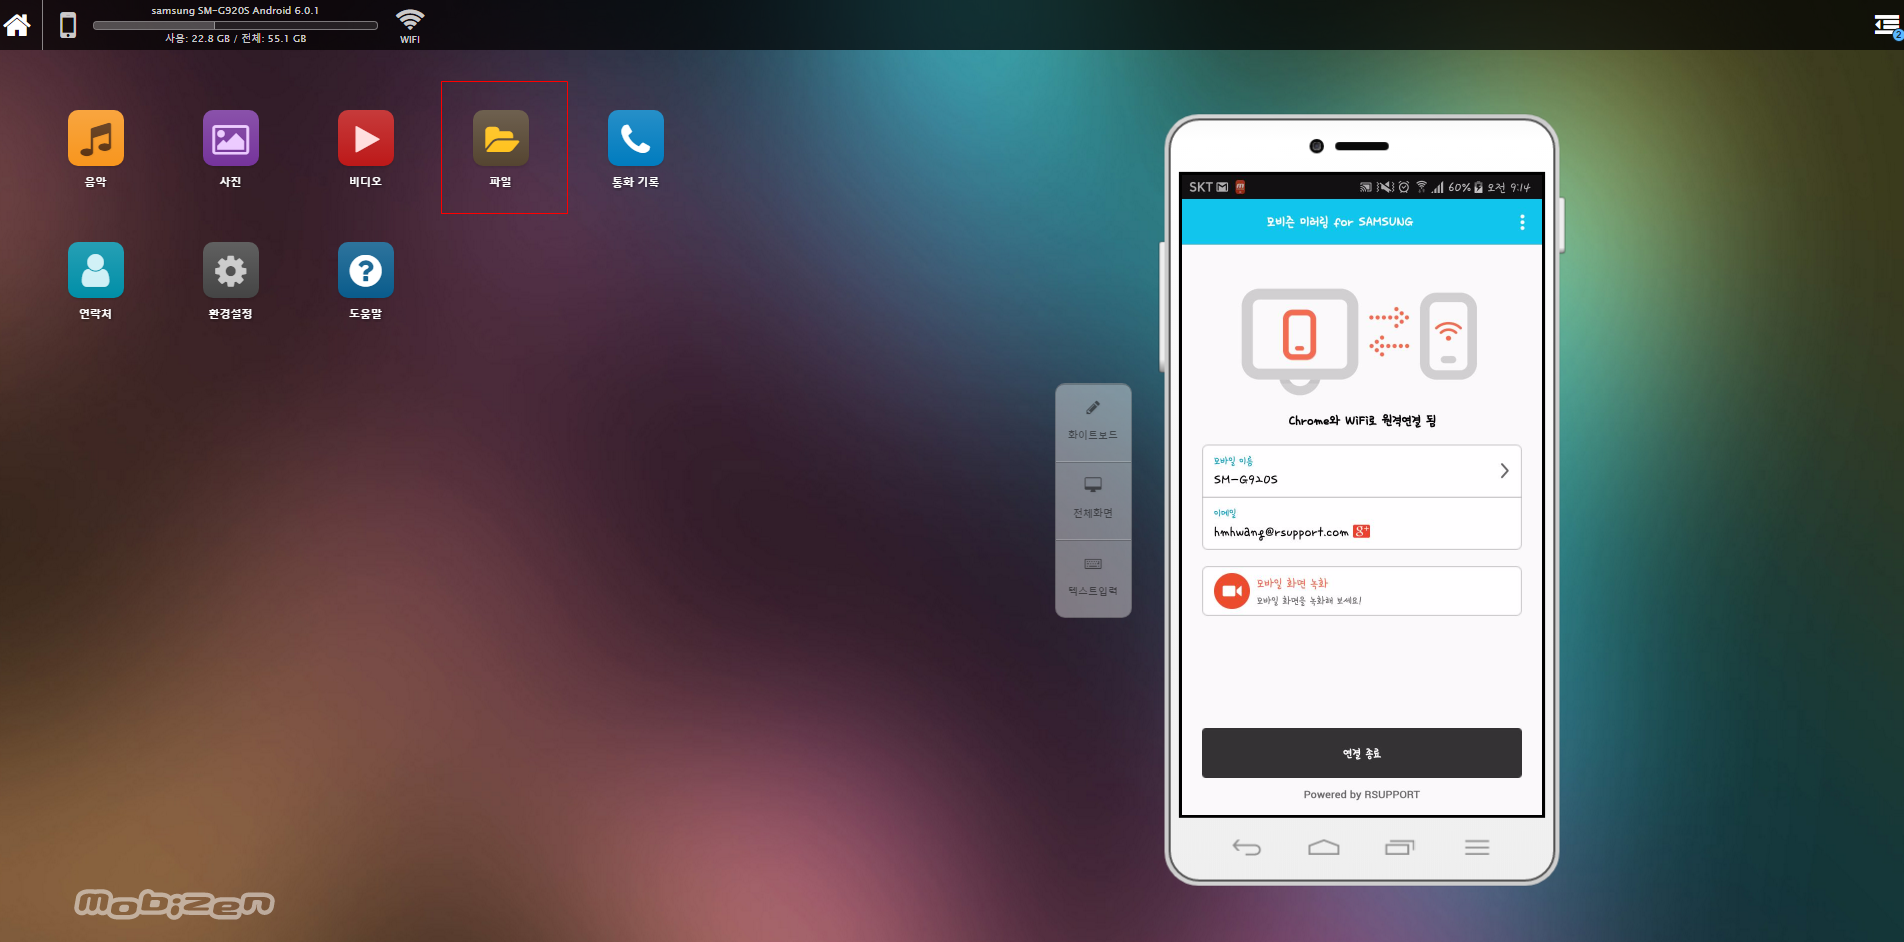 samsung SM-G920S Android 6.0.1
사용: 22.8 GB / 전체: 55.1 GB
WIFI
2
음악
사진
비디오
파일
통화 기록
연락처
환경설정
도움말
화이트보드
전체화면
텍스트입력
SKT
60%
오전 9:14
모비즌 미러링 for SAMSUNG
Chrome와 WiFi로 원격연결 됨
모바일 이름
SM-G920S
이메일
hmhwang@rsupport.com g+
모바일 화면 녹화
모바일 화면을 녹화해 보세요!
연결 종료
Powered by RSUPPORT
mobizen